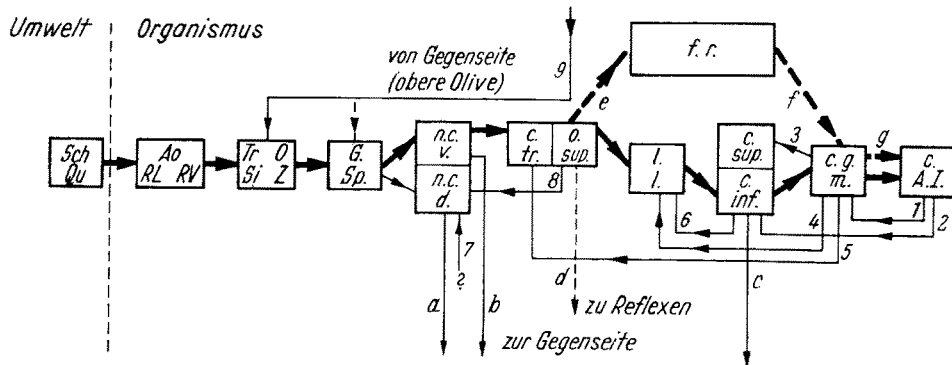 Umwelt
Organismus
von Gegenseite
(obere Olive)
9
Sch
Qu
Ao
RL RV
Tr O
Si Z
G.
Sp.
n.c.
v.
n.c.
d.
7
?
a
b
c.
tr.
o.
sup.
8
d
e
f. r.
f
l.
l.
6
c.
sup.
c.
inf.
3
c
4
5
c. g.
m.
g
c.
A.I.
1
2
zu Reflexen
zur Gegenseite